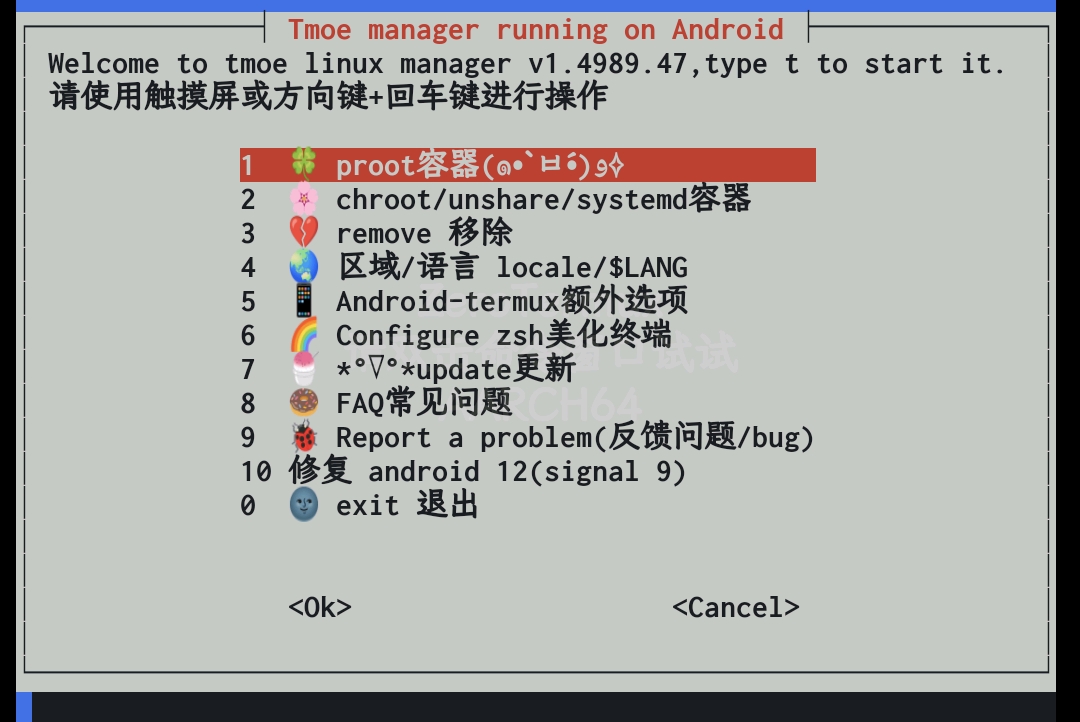 Tmoe manager running on Android
Welcome to tmoe linux manager v1.4989.47,type t to start it.
请使用触摸屏或方向键+回车键进行操作
1 🍀 proot容器(๑•̀ㅂ•́)و✧
2 🌸 chroot/unshare/systemd容器
3 💔 remove 移除
4 🌏 区域/语言 locale/$LANG
5 📱 Android-termux额外选项
6 🌈 Configure zsh美化终端
7 🍧 *°▽°*update更新
8 🍩 FAQ常见问题
9 🐞 Report a problem(反馈问题/bug)
10 修复 android 12(signal 9)
0 🌚 exit 退出
<Ok> <Cancel>